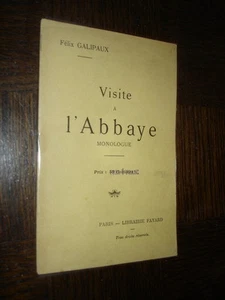 Félix GALIPAUX
Visite
à
l'Abbaye
MONOLOGUE
Prix :
PARIS — LIBRAIRIE FAYARD